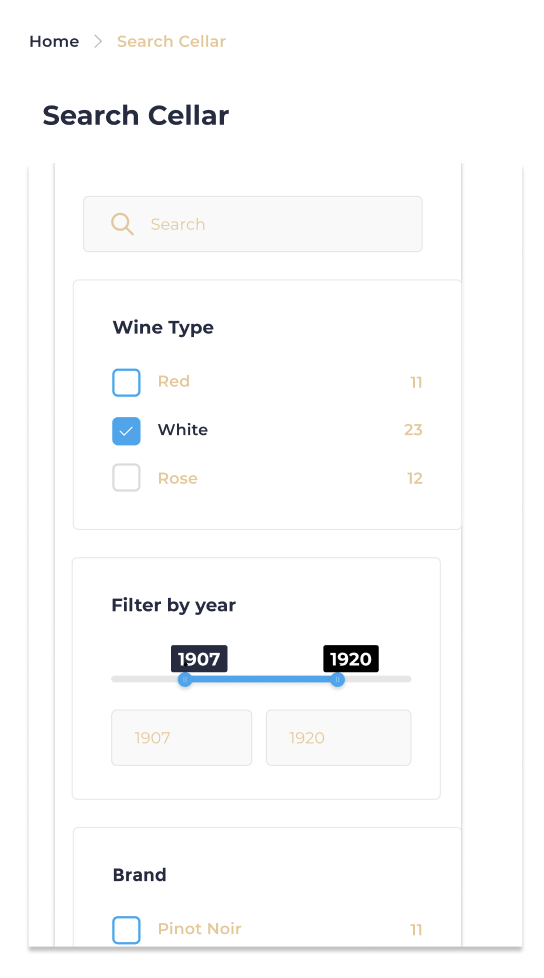 Home > Search Cellar
Search Cellar
Search
Wine Type
Red 11
White 23
Rose 12
Filter by year
1907 1920
1907 1920
Brand
Pinot Noir 11